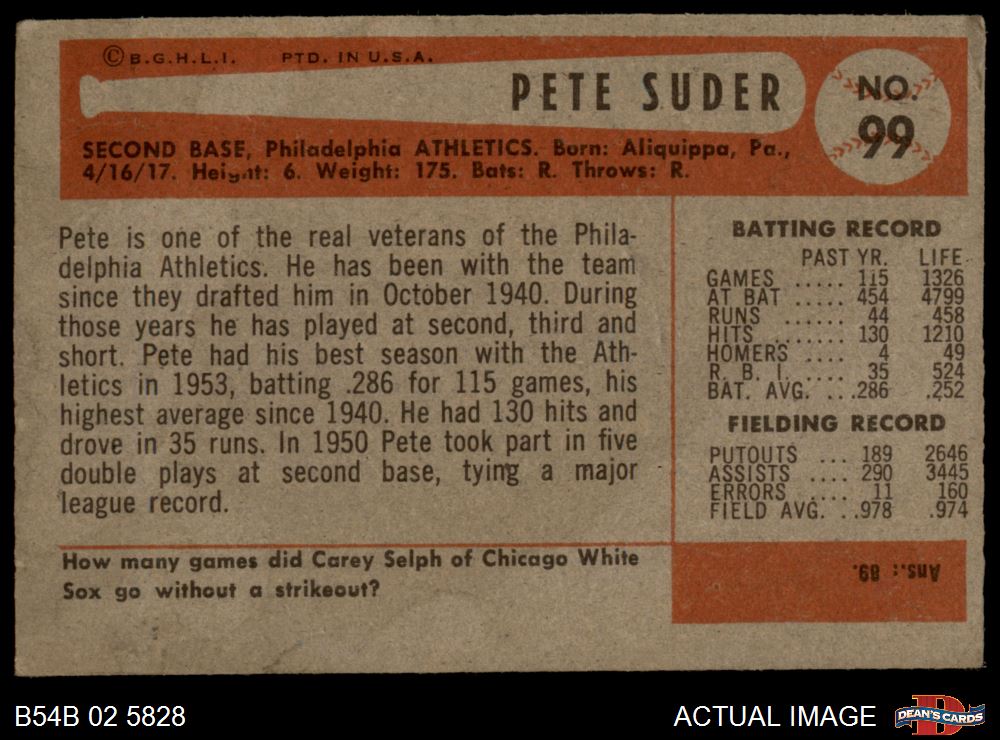 © B.G.H.L.I. PTD. IN U.S.A.
PETE SUDER
NO.
99
SECOND BASE, Philadelphia ATHLETICS. Born: Aliquippa, Pa.,
4/16/17. Height: 6. Weight: 175. Bats: R. Throws: R.
Pete is one of the real veterans of the Phila-
delphia Athletics. He has been with the team
since they drafted him in October 1940. During
those years he has played at second, third and
short. Pete had his best season with the Ath-
letics in 1953, batting .286 for 115 games, his
highest average since 1940. He had 130 hits and
drove in 35 runs. In 1950 Pete took part in five
double plays at second base, tying a major
league record.
BATTING RECORD
PAST YR. LIFE
GAMES ..... 115 1326
AT BAT ..... 454 4799
RUNS ...... 44 458
HITS ....... 130 1210
HOMERS .... 4 49
R. B. I. .... 35 524
BAT. AVG. .. .286 .252
FIELDING RECORD
PUTOUTS ... 189 2646
ASSISTS .... 290 3445
ERRORS .... 11 160
FIELD AVG. . .978 .974
How many games did Carey Selph of Chicago White
Sox go without a strikeout?
Ans.: 89.
B54B 02 5828
ACTUAL IMAGE
D
DEAN'S CARDS